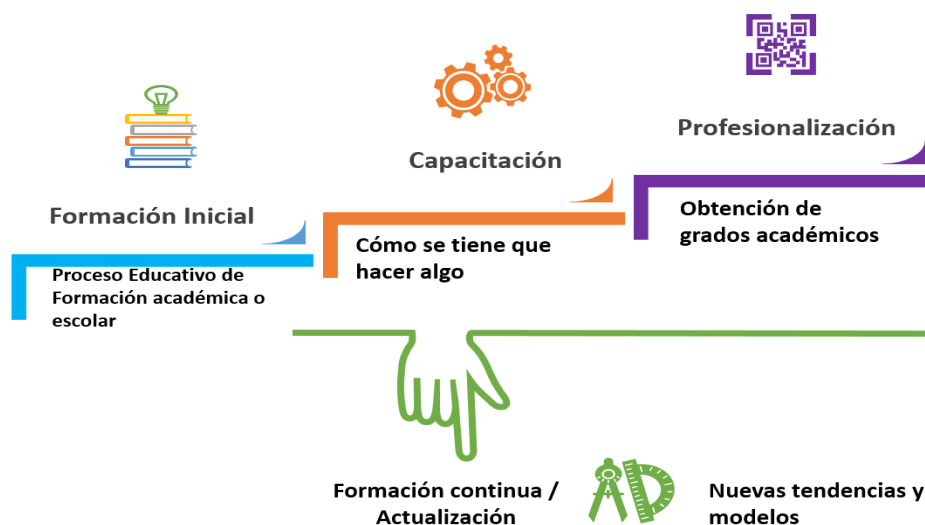 Formación Inicial
Proceso Educativo de
Formación académica o
escolar
Capacitación
Cómo se tiene que
hacer algo
Profesionalización
Obtención de
grados académicos
Formación continua /
Actualización
Nuevas tendencias y
modelos